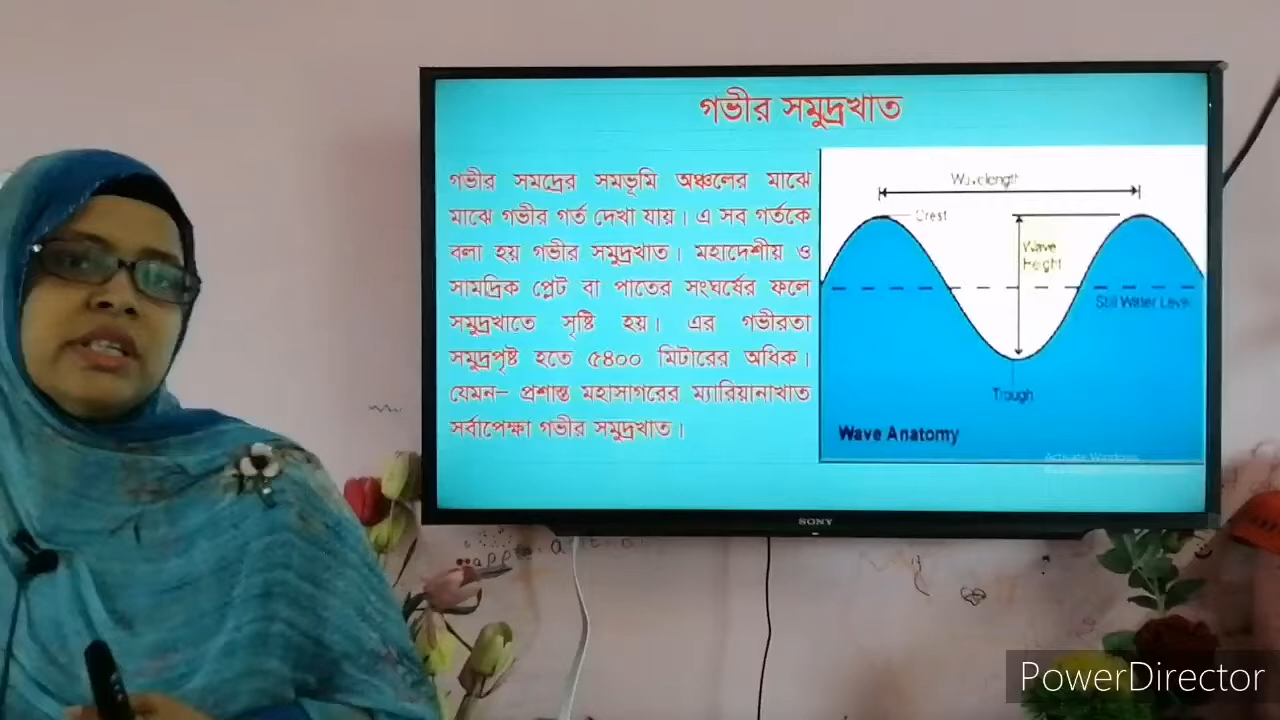 গভীর সমুদ্রখাত
গভীর সমদ্রের সমভূমি অঞ্চলের মাঝে
মাঝে গভীর গর্ত দেখা যায়। এ সব গর্তকে
বলা হয় গভীর সমুদ্রখাত। মহাদেশীয় ও
সামদ্রিক প্লেট বা পাতের সংঘর্ষের ফলে
সমুদ্রখাতে সৃষ্টি হয়। এর গভীরতা
সমুদ্রপৃষ্ট হতে ৫৪০০ মিটারের অধিক।
যেমন– প্রশান্ত মহাসাগরের ম্যারিয়ানাখাত
সর্বাপেক্ষা গভীর সমুদ্রখাত।
Wavelength
Crest
Wave
Height
Still Water Level
Trough
Wave Anatomy
Activate Windows
SONY
PowerDirector